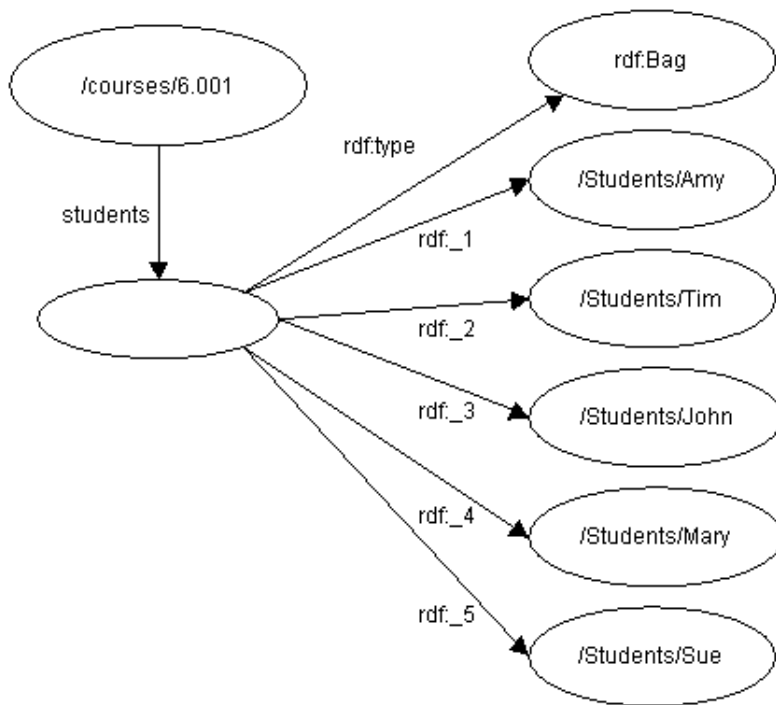 /courses/6.001
rdf:Bag
rdf:type
/Students/Amy
students
rdf:_1
/Students/Tim
rdf:_2
rdf:_3
/Students/John
rdf:_4
/Students/Mary
rdf:_5
/Students/Sue